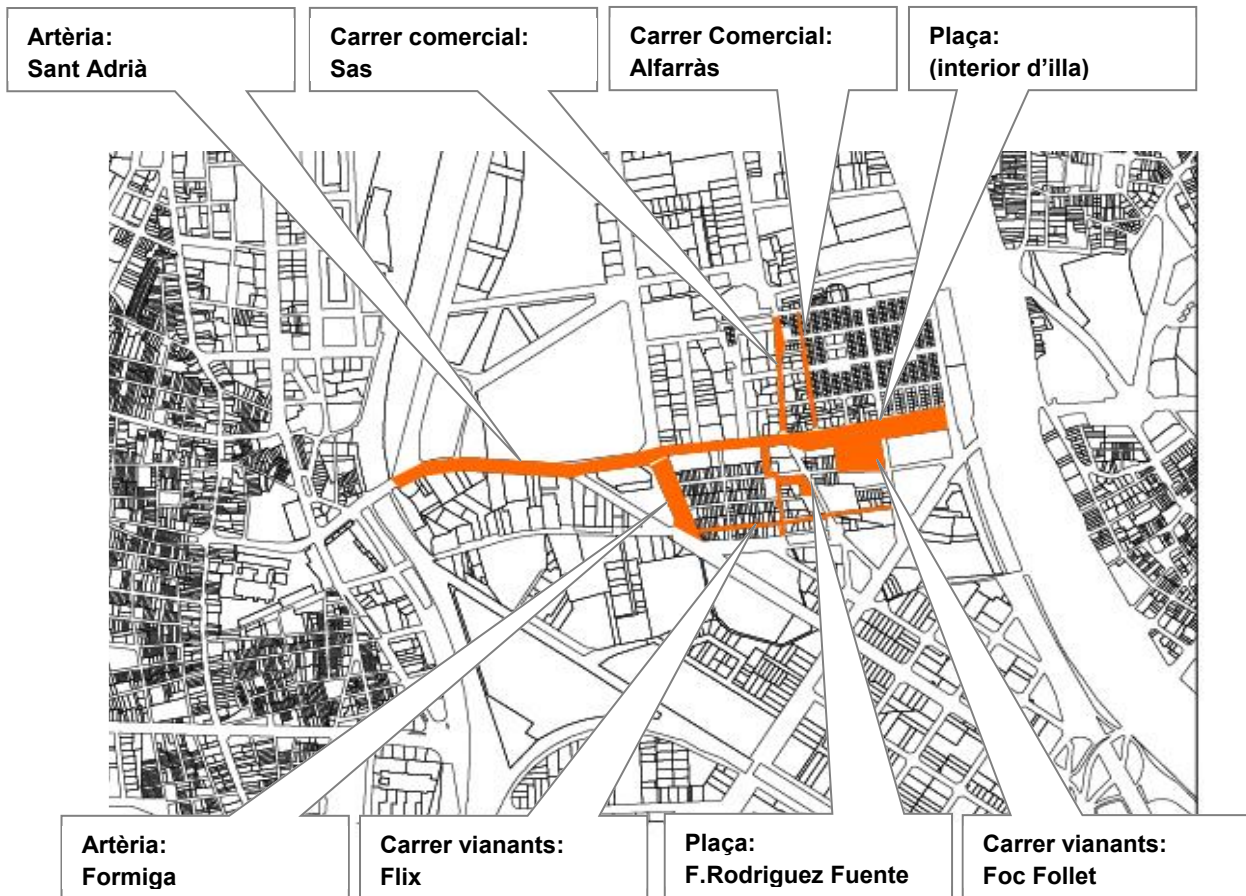 Artèria:
Sant Adrià
Carrer comercial:
Sas
Carrer Comercial:
Alfarràs
Plaça:
(interior d’illa)
Artèria:
Formiga
Carrer vianants:
Flix
Plaça:
F.Rodriguez Fuente
Carrer vianants:
Foc Follet